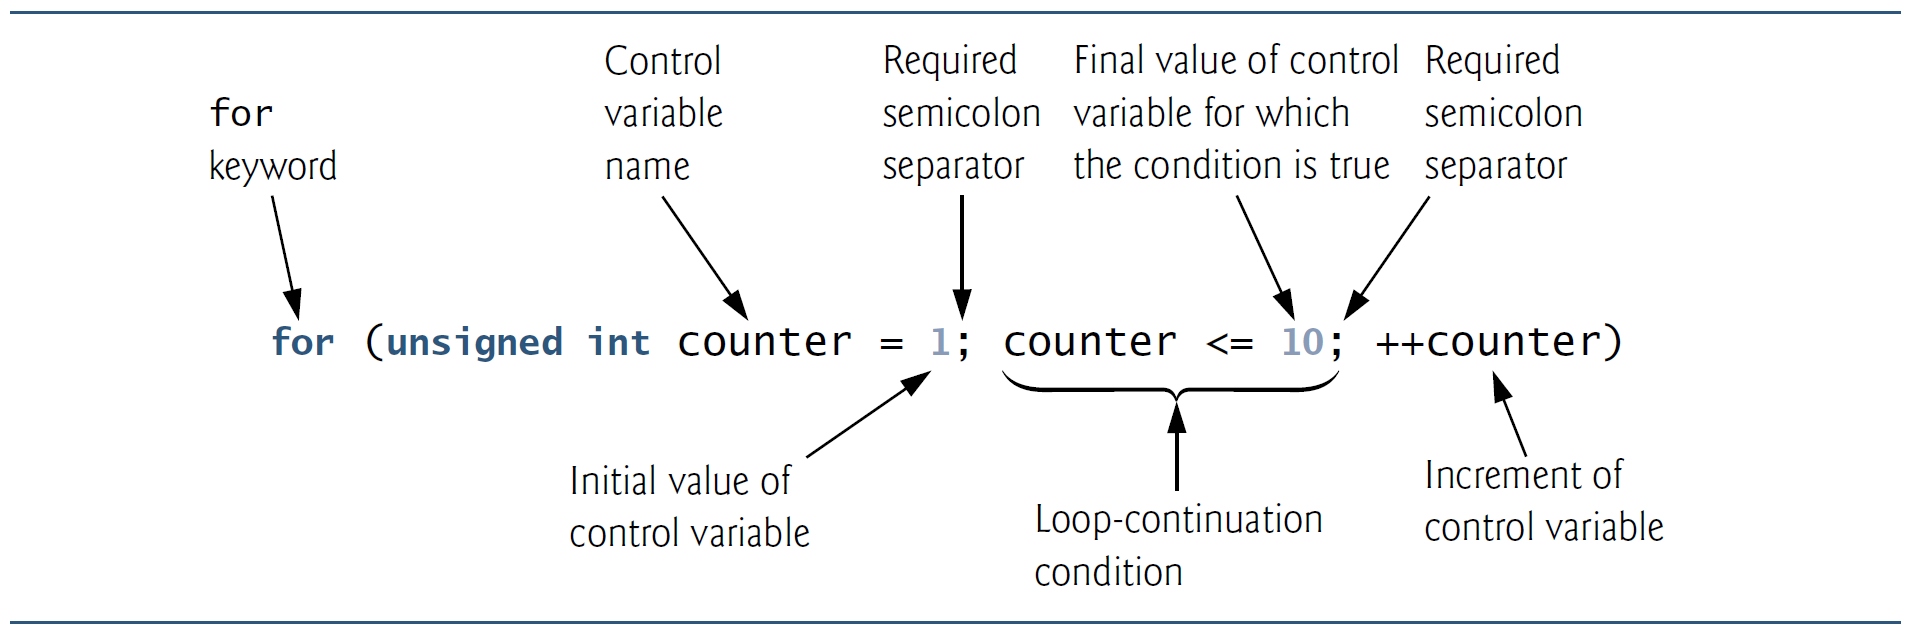 for
keyword
Control
variable
name
Required
semicolon
separator
Final value of control
variable for which
the condition is true
Required
semicolon
separator
for (unsigned int counter = 1; counter <= 10; ++counter)
Initial value of
control variable
Loop-continuation
condition
Increment of
control variable